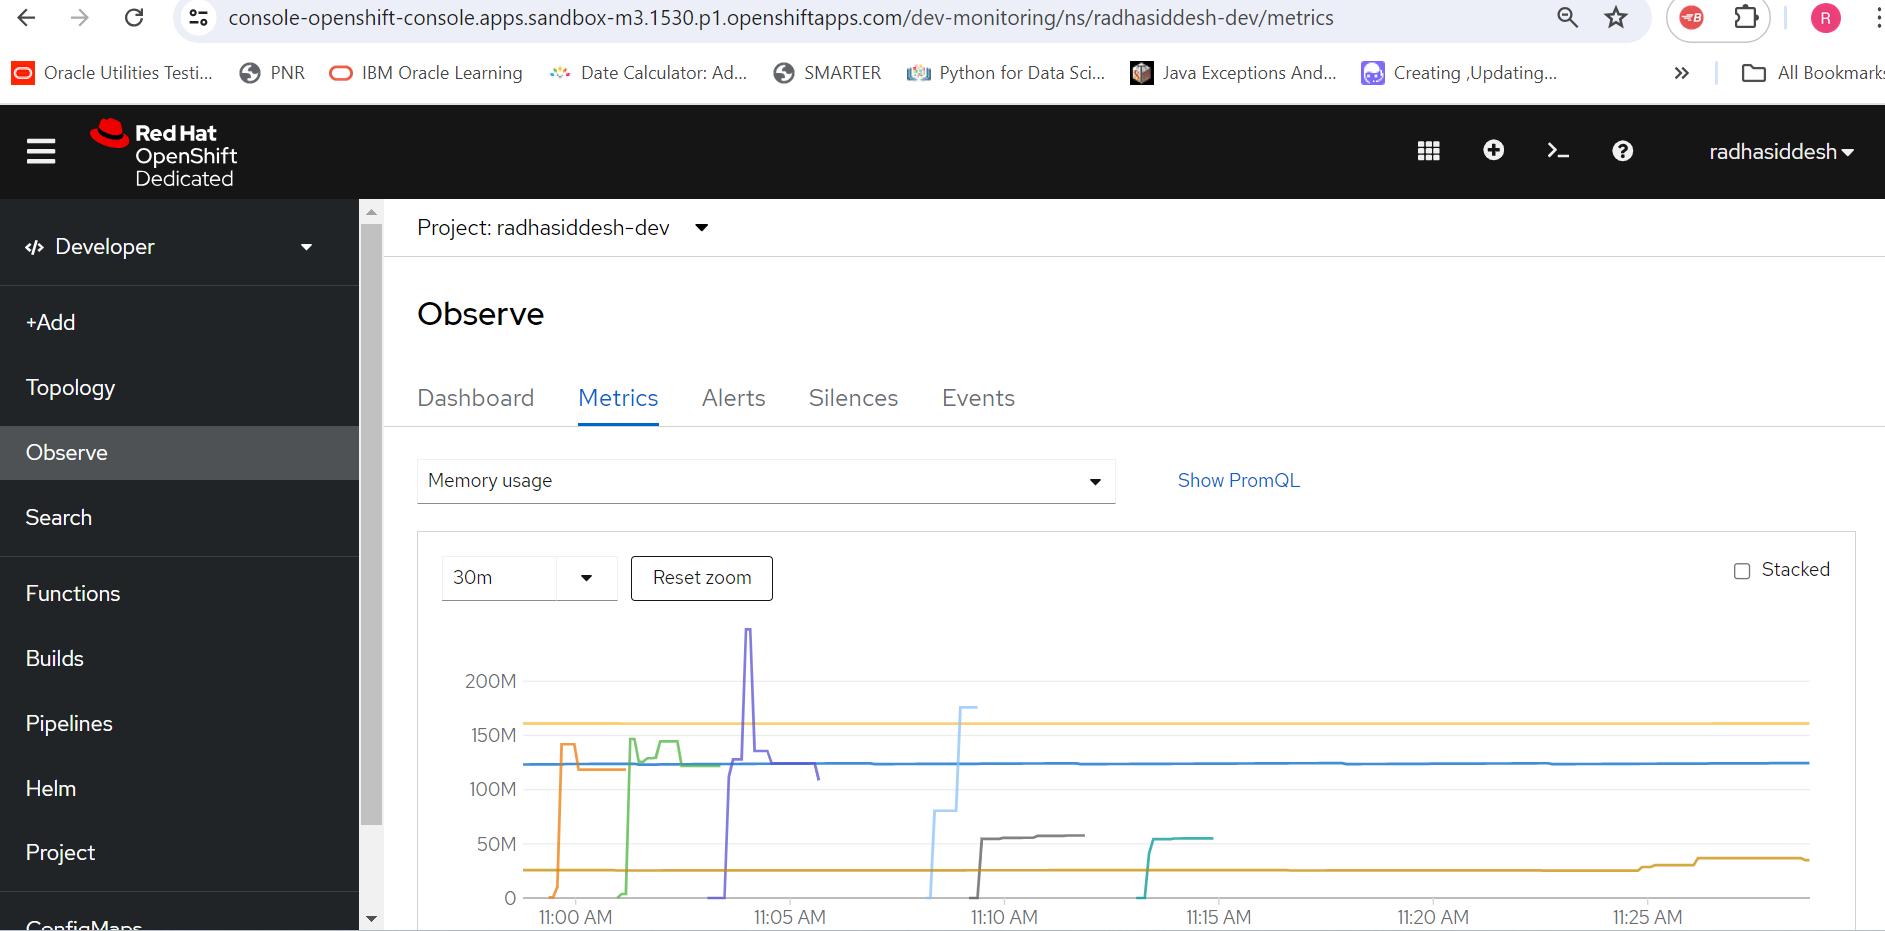 console-openshift-console.apps.sandbox-m3.1530.p1.openshiftapps.com/dev-monitoring/ns/radhasiddesh-dev/metrics
B
R
Oracle Utilities Testi...
PNR
IBM Oracle Learning
Date Calculator: Ad...
SMARTER
Python for Data Sci...
Java Exceptions And...
Creating ,Updating...
All Bookmarks
Red Hat
OpenShift
Dedicated
radhasiddesh
Developer
+Add
Topology
Observe
Search
Functions
Builds
Pipelines
Helm
Project
ConfigMaps
Project: radhasiddesh-dev
Observe
Dashboard
Metrics
Alerts
Silences
Events
Memory usage
Show PromQL
30m
Reset zoom
Stacked
200M
150M
100M
50M
0
11:00 AM
11:05 AM
11:10 AM
11:15 AM
11:20 AM
11:25 AM